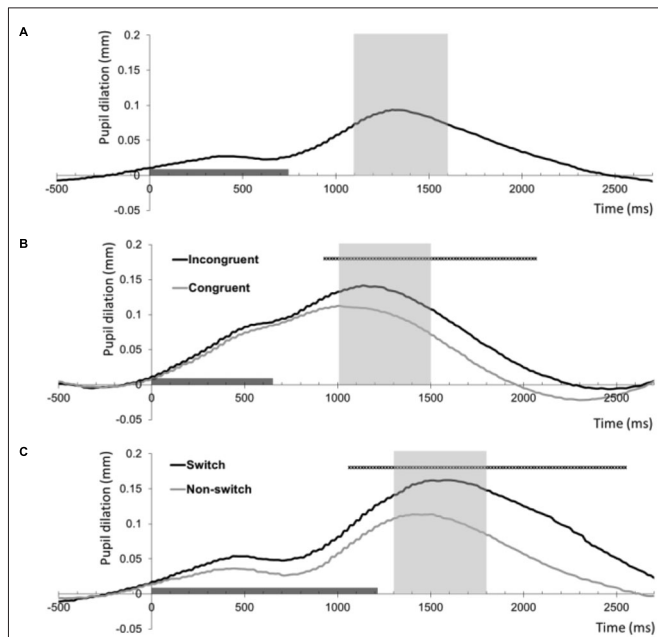 A
Pupil dilation (mm)
0.2
0.15
0.1
0.05
-0.05
-500
0
500
1000
1500
2000
2500
Time (ms)
B
Pupil dilation (mm)
0.2
0.15
0.1
0.05
0
-0.05
Incongruent
Congruent
-500
0
500
1000
1500
2000
2500
Time (ms)
C
Pupil dilation (mm)
0.2
0.15
0.1
0.05
0
-0.05
Switch
Non-switch
-500
0
500
1000
1500
2000
2500
Time (ms)